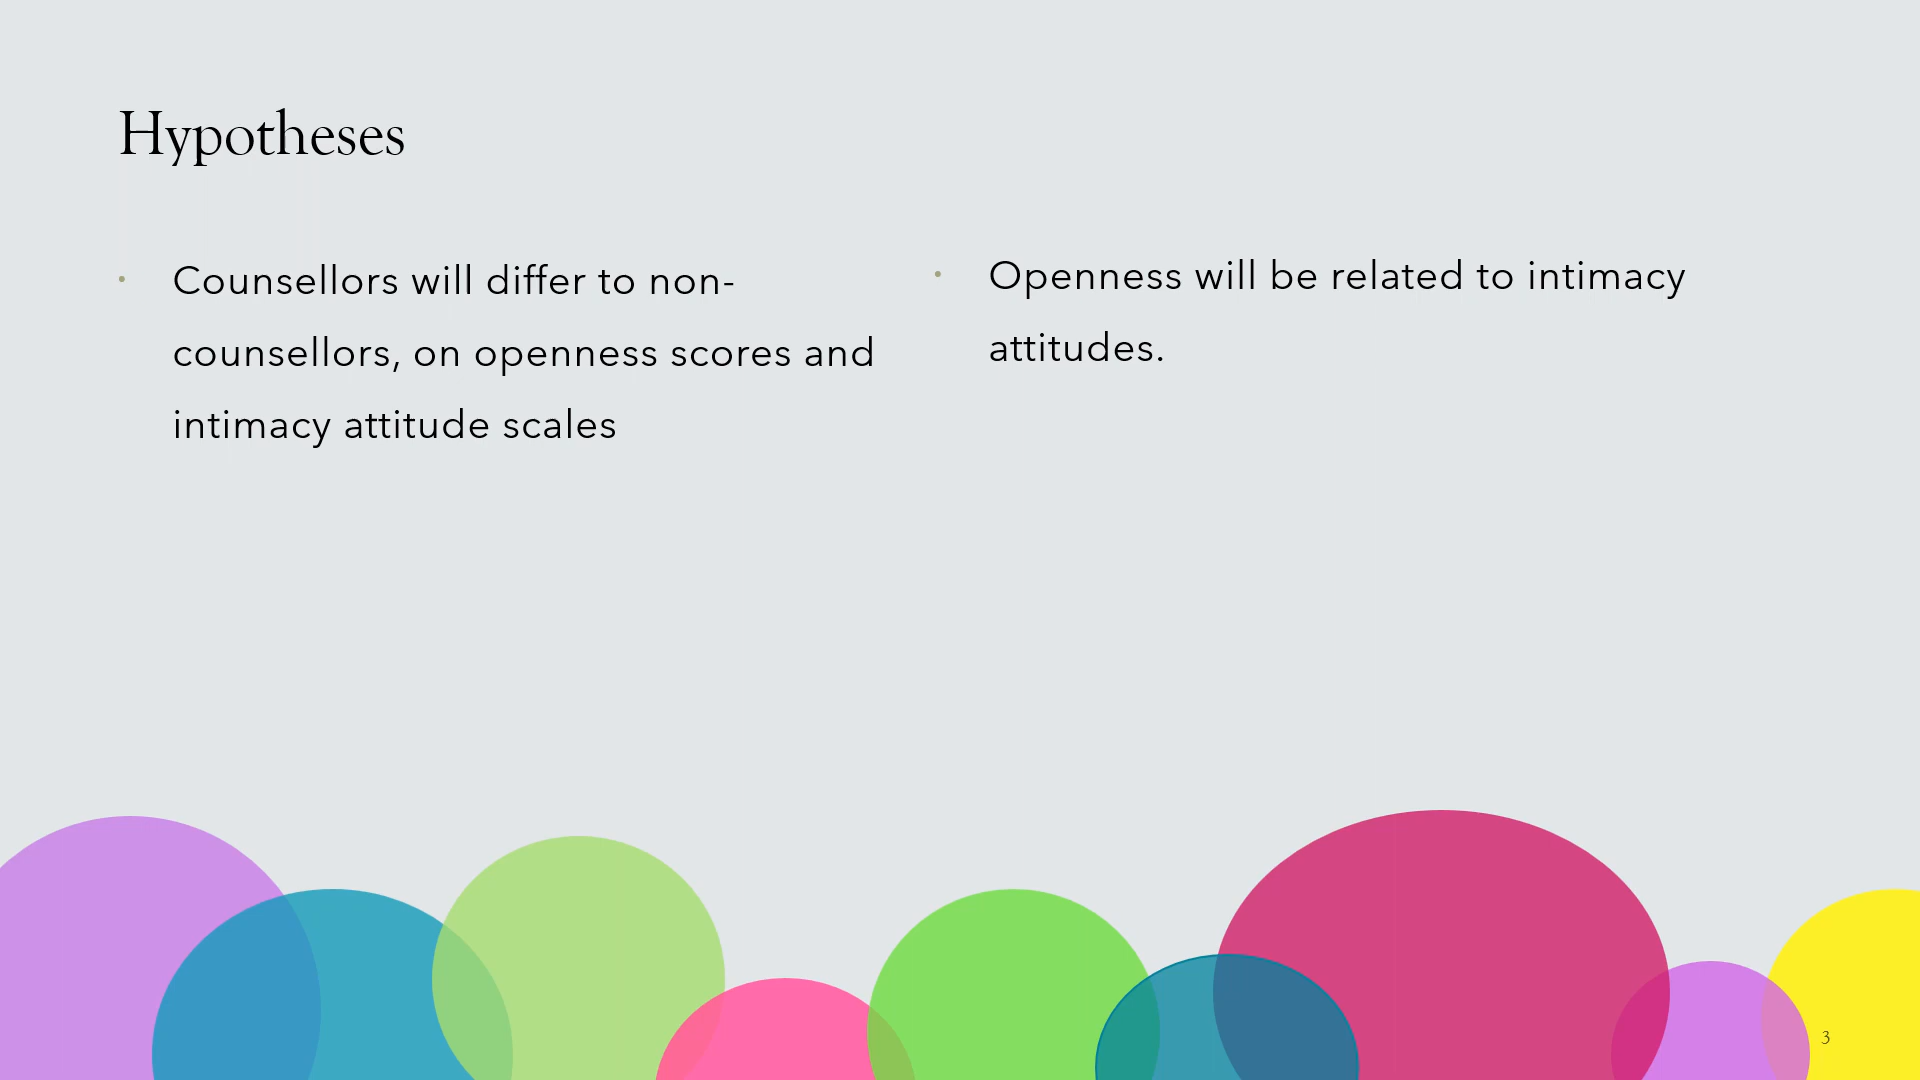 Hypotheses
• Counsellors will differ to non-
counsellors, on openness scores and
intimacy attitude scales
• Openness will be related to intimacy
attitudes.
3